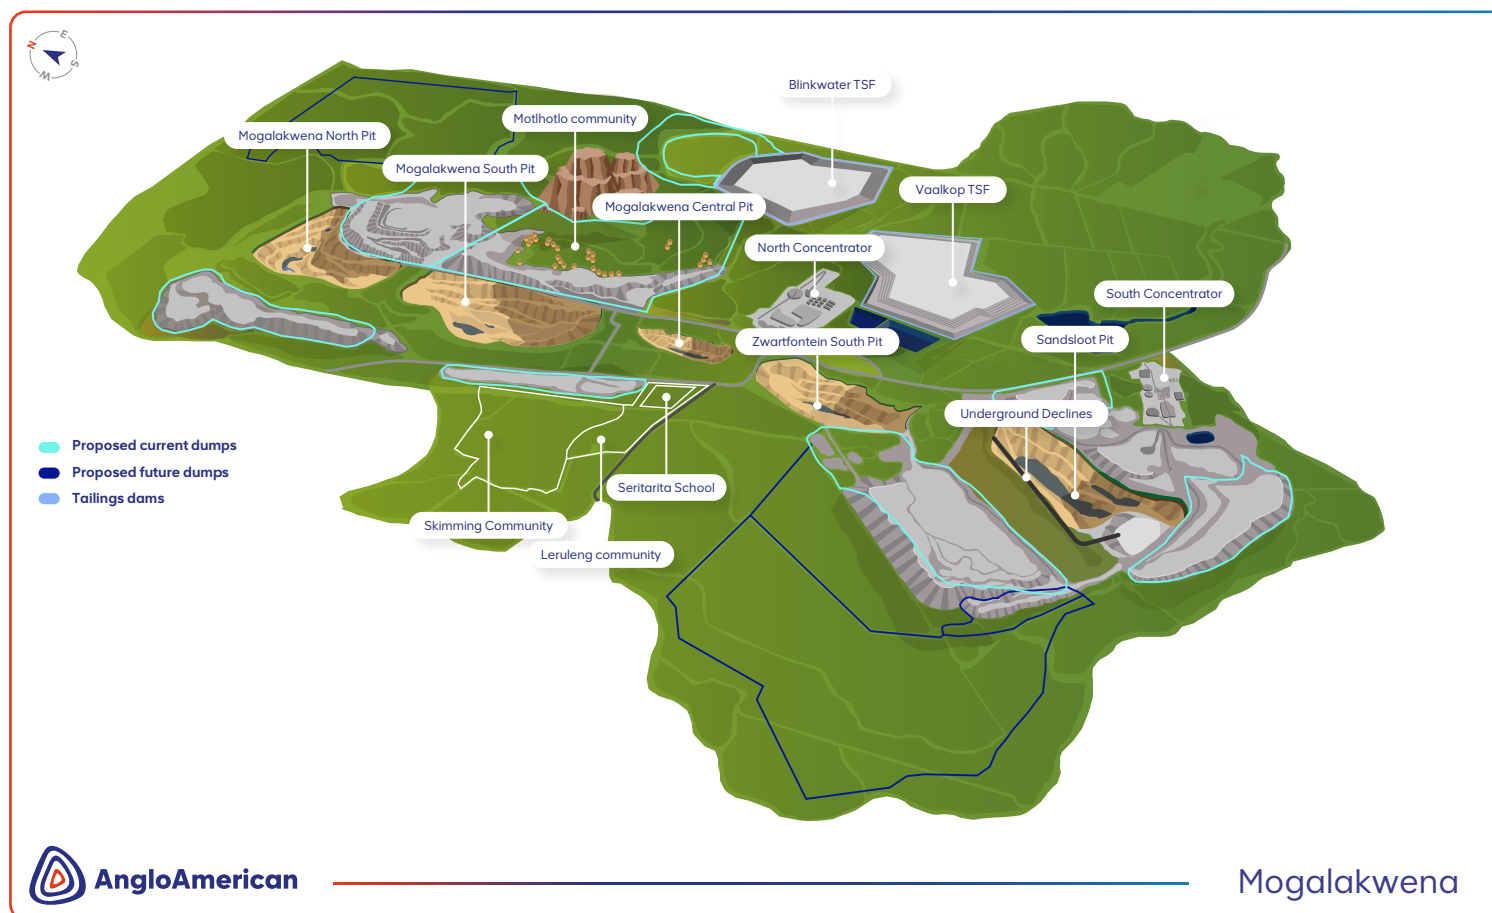 N
E
S
W
Blinkwater TSF
Motlhotlo community
Mogalakwena North Pit
Mogalakwena South Pit
Vaalkop TSF
Mogalakwena Central Pit
North Concentrator
South Concentrator
Zwartfontein South Pit
Sandsloot Pit
Underground Declines
Proposed current dumps
Proposed future dumps
Tailings dams
Seritarita School
Skimming Community
Leruleng community
AngloAmerican
Mogalakwena